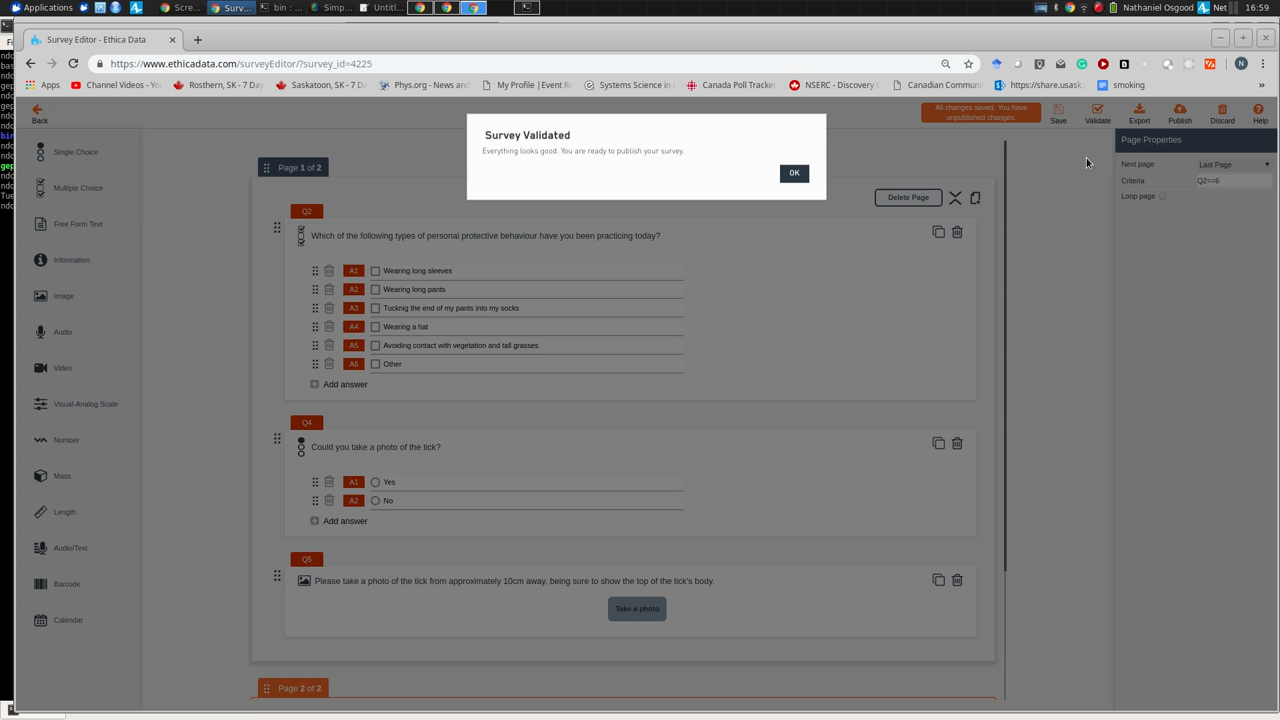 Applications
Scre...
Surv...
bin : ...
Simp...
Untitl...
Nathaniel Osgood
Net
16:59
Survey Editor - Ethica Data
https://www.ethicadata.com/surveyEditor/?survey_id=4225
N
Apps
Channel Videos - Yo
Rosthern, SK - 7 Day
Saskatoon, SK - 7 D
Phys.org - News and
My Profile |Event R
Systems Science in
Canada Poll Tracker
NSERC - Discovery G
Canadian Commun
https://share.usask.
smoking
»
Back
All changes saved. You have
unpublished changes.
Save
Validate
Export
Publish
Discard
Help
Survey Validated
Everything looks good. You are ready to publish your survey.
OK
Single Choice
Multiple Choice
Free Form Text
Information
Image
Audio
Video
Visual-Analog Scale
Number
Mass
Length
Audio/Text
Barcode
Calendar
Page 1 of 2
Delete Page
Q2
Which of the following types of personal protective behaviour have you been practicing today?
A1 Wearing long sleeves
A2 Wearing long pants
A3 Tucknig the end of my pants into my socks
A4 Wearing a hat
A5 Avoiding contact with vegetation and tall grasses
A6 Other
Add answer
Q4
Could you take a photo of the tick?
A1 Yes
A2 No
Add answer
Q5
Please take a photo of the tick from approximately 10cm away, being sure to show the top of the tick's body.
Take a photo
Page 2 of 2
Page Properties
Next page Last Page
Criteria Q2==6
Loop page